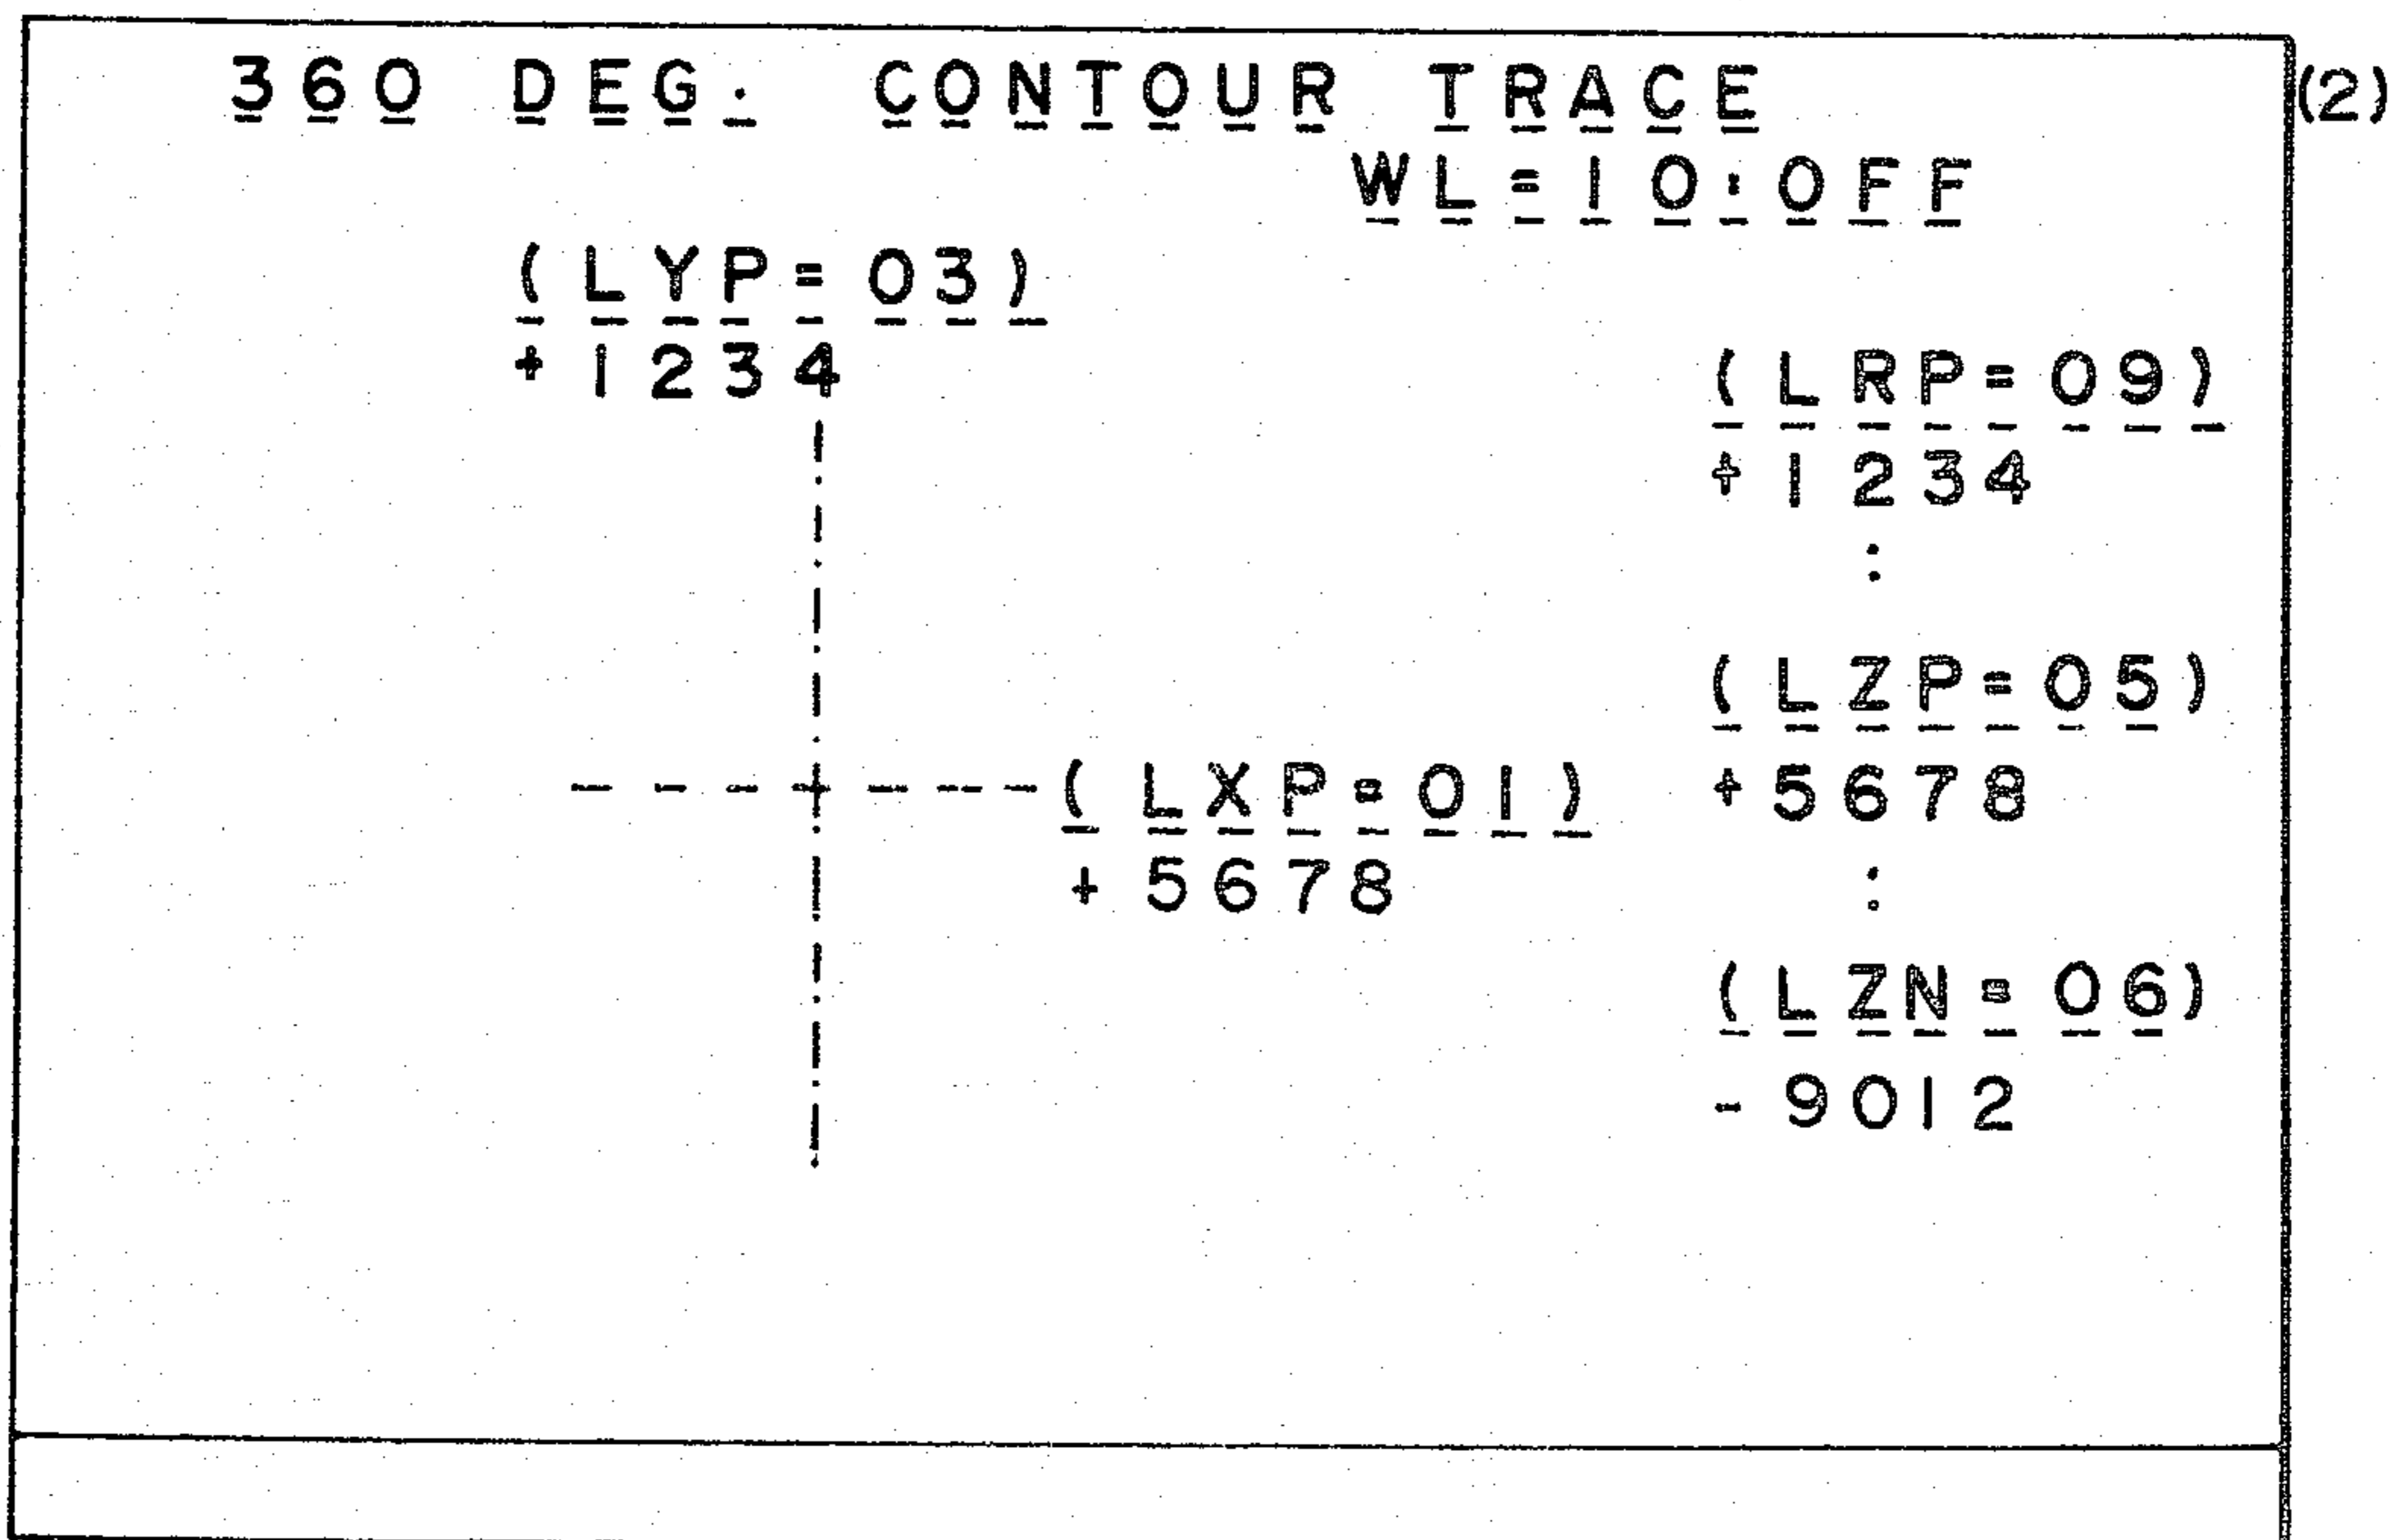 360 DEG. CONTOUR TRACE
(2)
WL=10:OFF
(LYP=03)
+1234
(LRP=09)
+1234
:
(LZP=05)
+5678
:
(LXP=01)
+5678
(LZN=06)
-9012